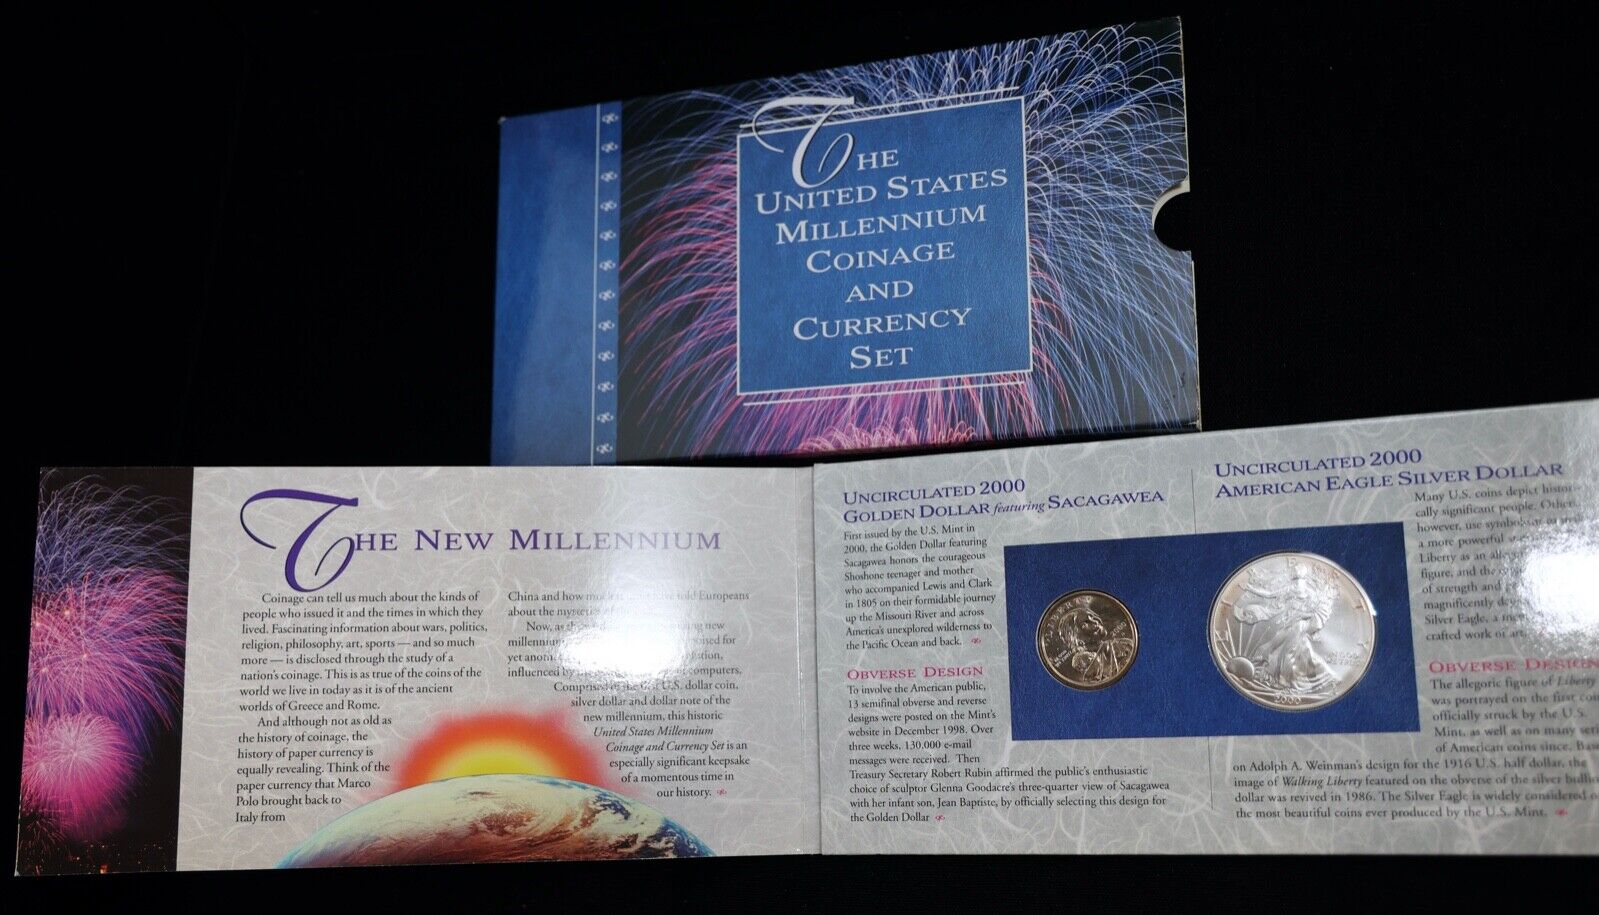 The
United States
Millennium
Coinage
and
Currency
Set
The New Millennium
Coinage can tell us much about the kinds of
people who issued it and the times in which they
lived. Fascinating information about wars, politics,
religion, philosophy, art, sports — and so much
more — is disclosed through the study of a
nation's coinage. This is as true of the coins of the
world we live in today as it is of the ancient
worlds of Greece and Rome.
And although not as old as
the history of coinage, the
history of paper currency is
equally revealing. Think of the
paper currency that Marco
Polo brought back to
Italy from
China and how told Europeans
about the
Now, as new
millennium for
yet
influenced by computers.
Comprised of the U.S. dollar coin,
silver dollar and dollar note of the
new millennium, this historic
United States Millennium
Coinage and Currency Set is an
especially significant keepsake
of a momentous time in
our history.
Uncirculated 2000
Golden Dollar featuring Sacagawea
First issued by the U.S. Mint in
2000, the Golden Dollar featuring
Sacagawea honors the courageous
Shoshone teenager and mother
who accompanied Lewis and Clark
in 1805 on their formidable journey
up the Missouri River and across
America's unexplored wilderness to
the Pacific Ocean and back.
Obverse Design
To involve the American public,
13 semifinal obverse and reverse
designs were posted on the Mint's
website in December 1998. Over
three weeks, 130,000 e-mail
messages were received. Then
Treasury Secretary Robert Rubin affirmed the public's enthusiastic
choice of sculptor Glenna Goodacre's three-quarter view of Sacagawea
with her infant son, Jean Baptiste, by officially selecting this design for
the Golden Dollar
LIBERTY
2000
Uncirculated 2000
American Eagle Silver Dollar
Many U.S. coins depict histori-
cally significant people. Others,
however, use symbolism
a more powerful
Liberty as an
figure, and the
of strength and
magnificently
Silver Eagle, a
crafted work of art.
Obverse Design
The allegoric figure of Liberty
was portrayed on the first
officially struck by the U.S.
Mint, as well as on many
of American coins since.
on Adolph A. Weinman's design for the 1916 U.S. half dollar, the
image of Walking Liberty featured on the obverse of the silver
dollar was revived in 1986. The Silver Eagle is widely considered
the most beautiful coins ever produced by the U.S. Mint.
2000